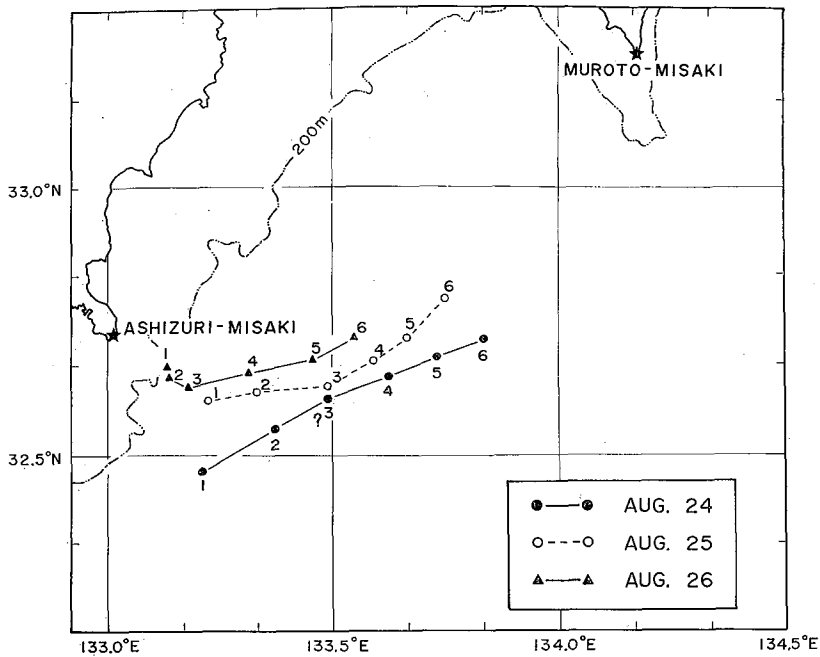 MUROTO-MISAKI
200m
33.0°N
ASHIZURI-MISAKI
6
1
2
3
4
5
6
5
4
3
2
1
6
5
4
3
?
2
1
32.5°N
AUG. 24
AUG. 25
AUG. 26
133.0°E
133.5°E
134.0°E
134.5°E